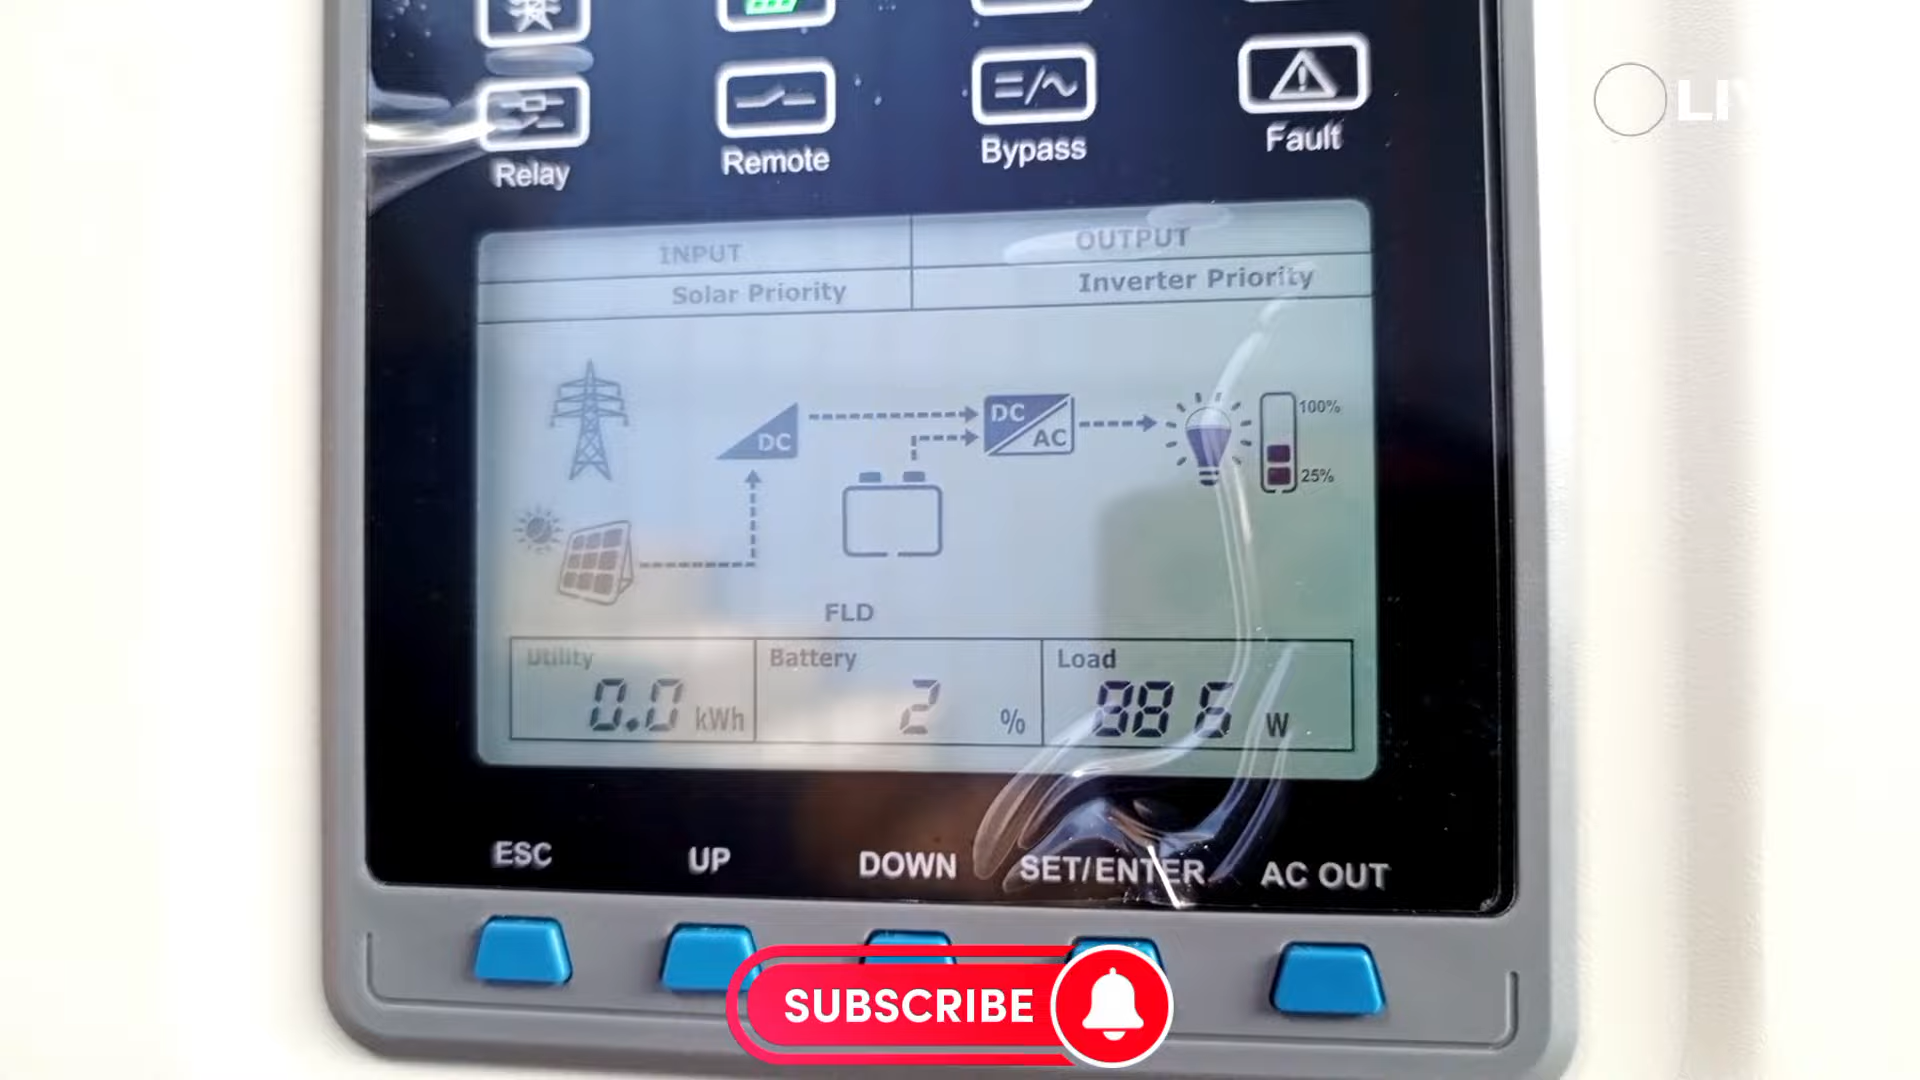 Relay
Remote
Bypass
Fault
INPUT
OUTPUT
Solar Priority
Inverter Priority
DC
DC
AC
100%
25%
FLD
Utility
Battery
Load
0.0 kWh
2 %
886 W
ESC
UP
DOWN
SET/ENTER
AC OUT
SUBSCRIBE